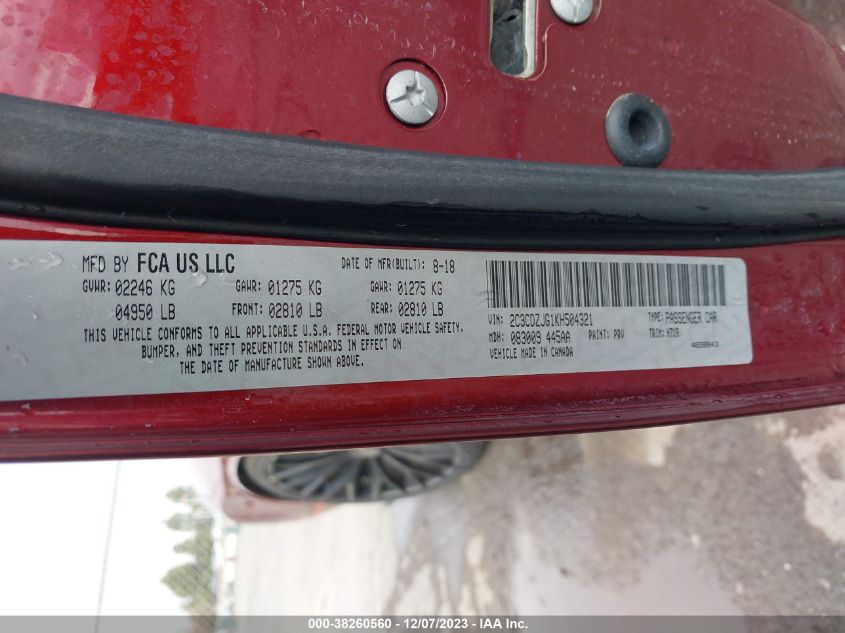 MFD BY FCA US LLC DATE OF MFR(BUILT): 8-18
GVWR: 02246 KG GAWR: 01275 KG GAWR: 01275 KG
04950 LB FRONT: 02810 LB REAR: 02810 LB
THIS VEHICLE CONFORMS TO ALL APPLICABLE U.S.A. FEDERAL MOTOR VEHICLE SAFETY,
BUMPER, AND THEFT PREVENTION STANDARDS IN EFFECT ON
THE DATE OF MANUFACTURE SHOWN ABOVE.
VIN: 2C3CDZJG1KH504321 TYPE: PASSENGER CAR
MDH: 083009 445AA PAINT: PRV TRIM: H7X9
VEHICLE MADE IN CANADA 4658843
000-38260560 - 12/07/2023 - IAA Inc.